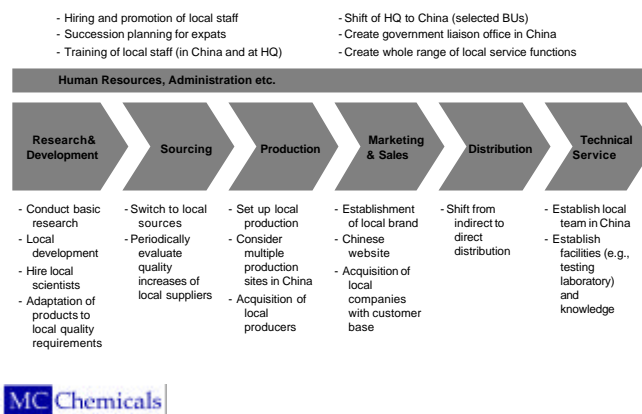 - Hiring and promotion of local staff
- Succession planning for expats
- Training of local staff (in China and at HQ)
- Shift of HQ to China (selected BUs)
- Create government liaison office in China
- Create whole range of local service functions
Human Resources, Administration etc.
Research&
Development
Sourcing
Production
Marketing
& Sales
Distribution
Technical
Service
- Conduct basic
research
- Local
development
- Hire local
scientists
- Adaptation of
products to
local quality
requirements
- Switch to local
sources
- Periodically
evaluate
quality
increases of
local suppliers
- Set up local
production
- Consider
multiple
production
sites in China
- Acquisition of
local
producers
- Establishment
of local brand
- Chinese
website
- Acquisition of
local
companies
with customer
base
- Shift from
indirect to
direct
distribution
- Establish local
team in China
- Establish
facilities (e.g.,
testing
laboratory)
and
knowledge
MC Chemicals